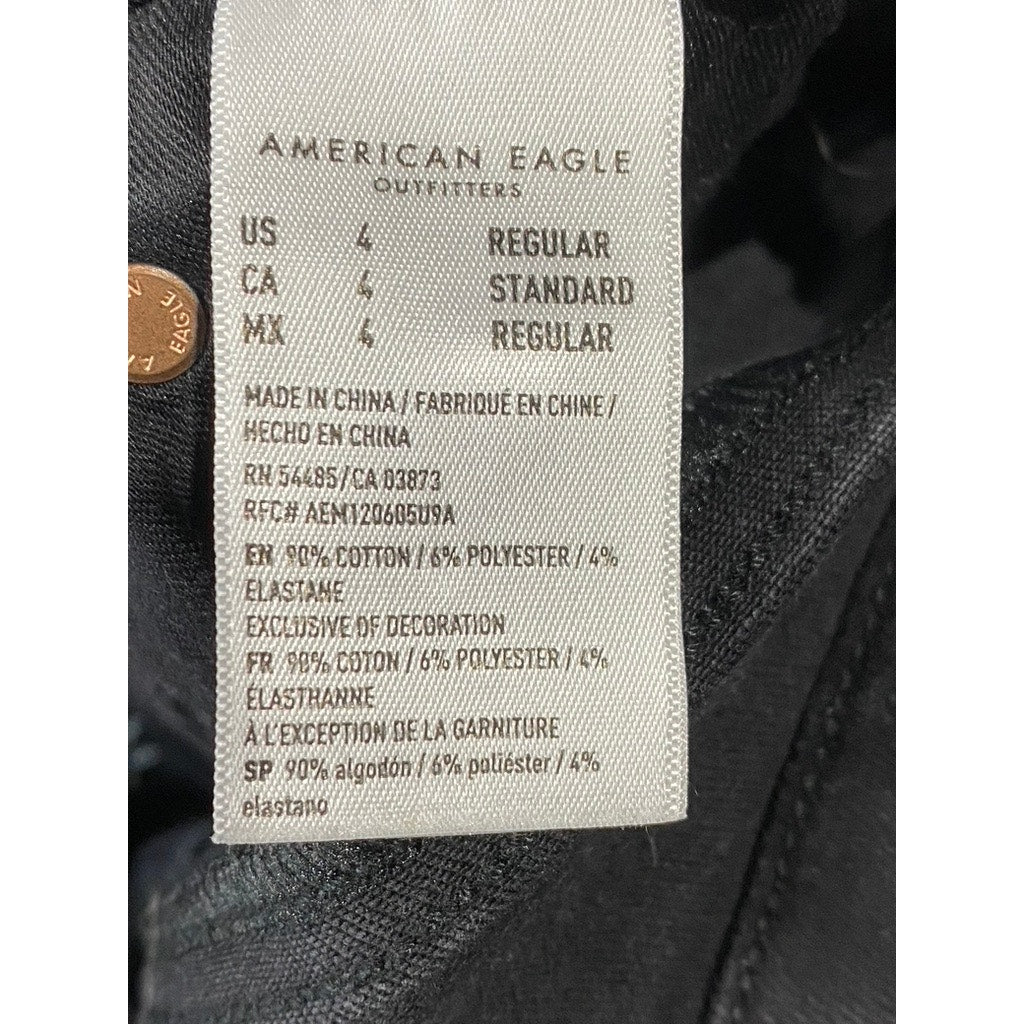 AMERICAN EAGLE
OUTFITTERS
US 4 REGULAR
CA 4 STANDARD
MX 4 REGULAR
MADE IN CHINA / FABRIQUÉ EN CHINE /
HECHO EN CHINA
RN 54485/CA 03873
RFC# AEM120605U9A
EN 90% COTTON / 6% POLYESTER / 4%
ELASTANE
EXCLUSIVE OF DECORATION
FR 90% COTON / 6% POLYESTER / 4%
ÉLASTHANNE
À L'EXCEPTION DE LA GARNITURE
SP 90% algodón / 6% poliéster / 4%
elastano
EAGLE